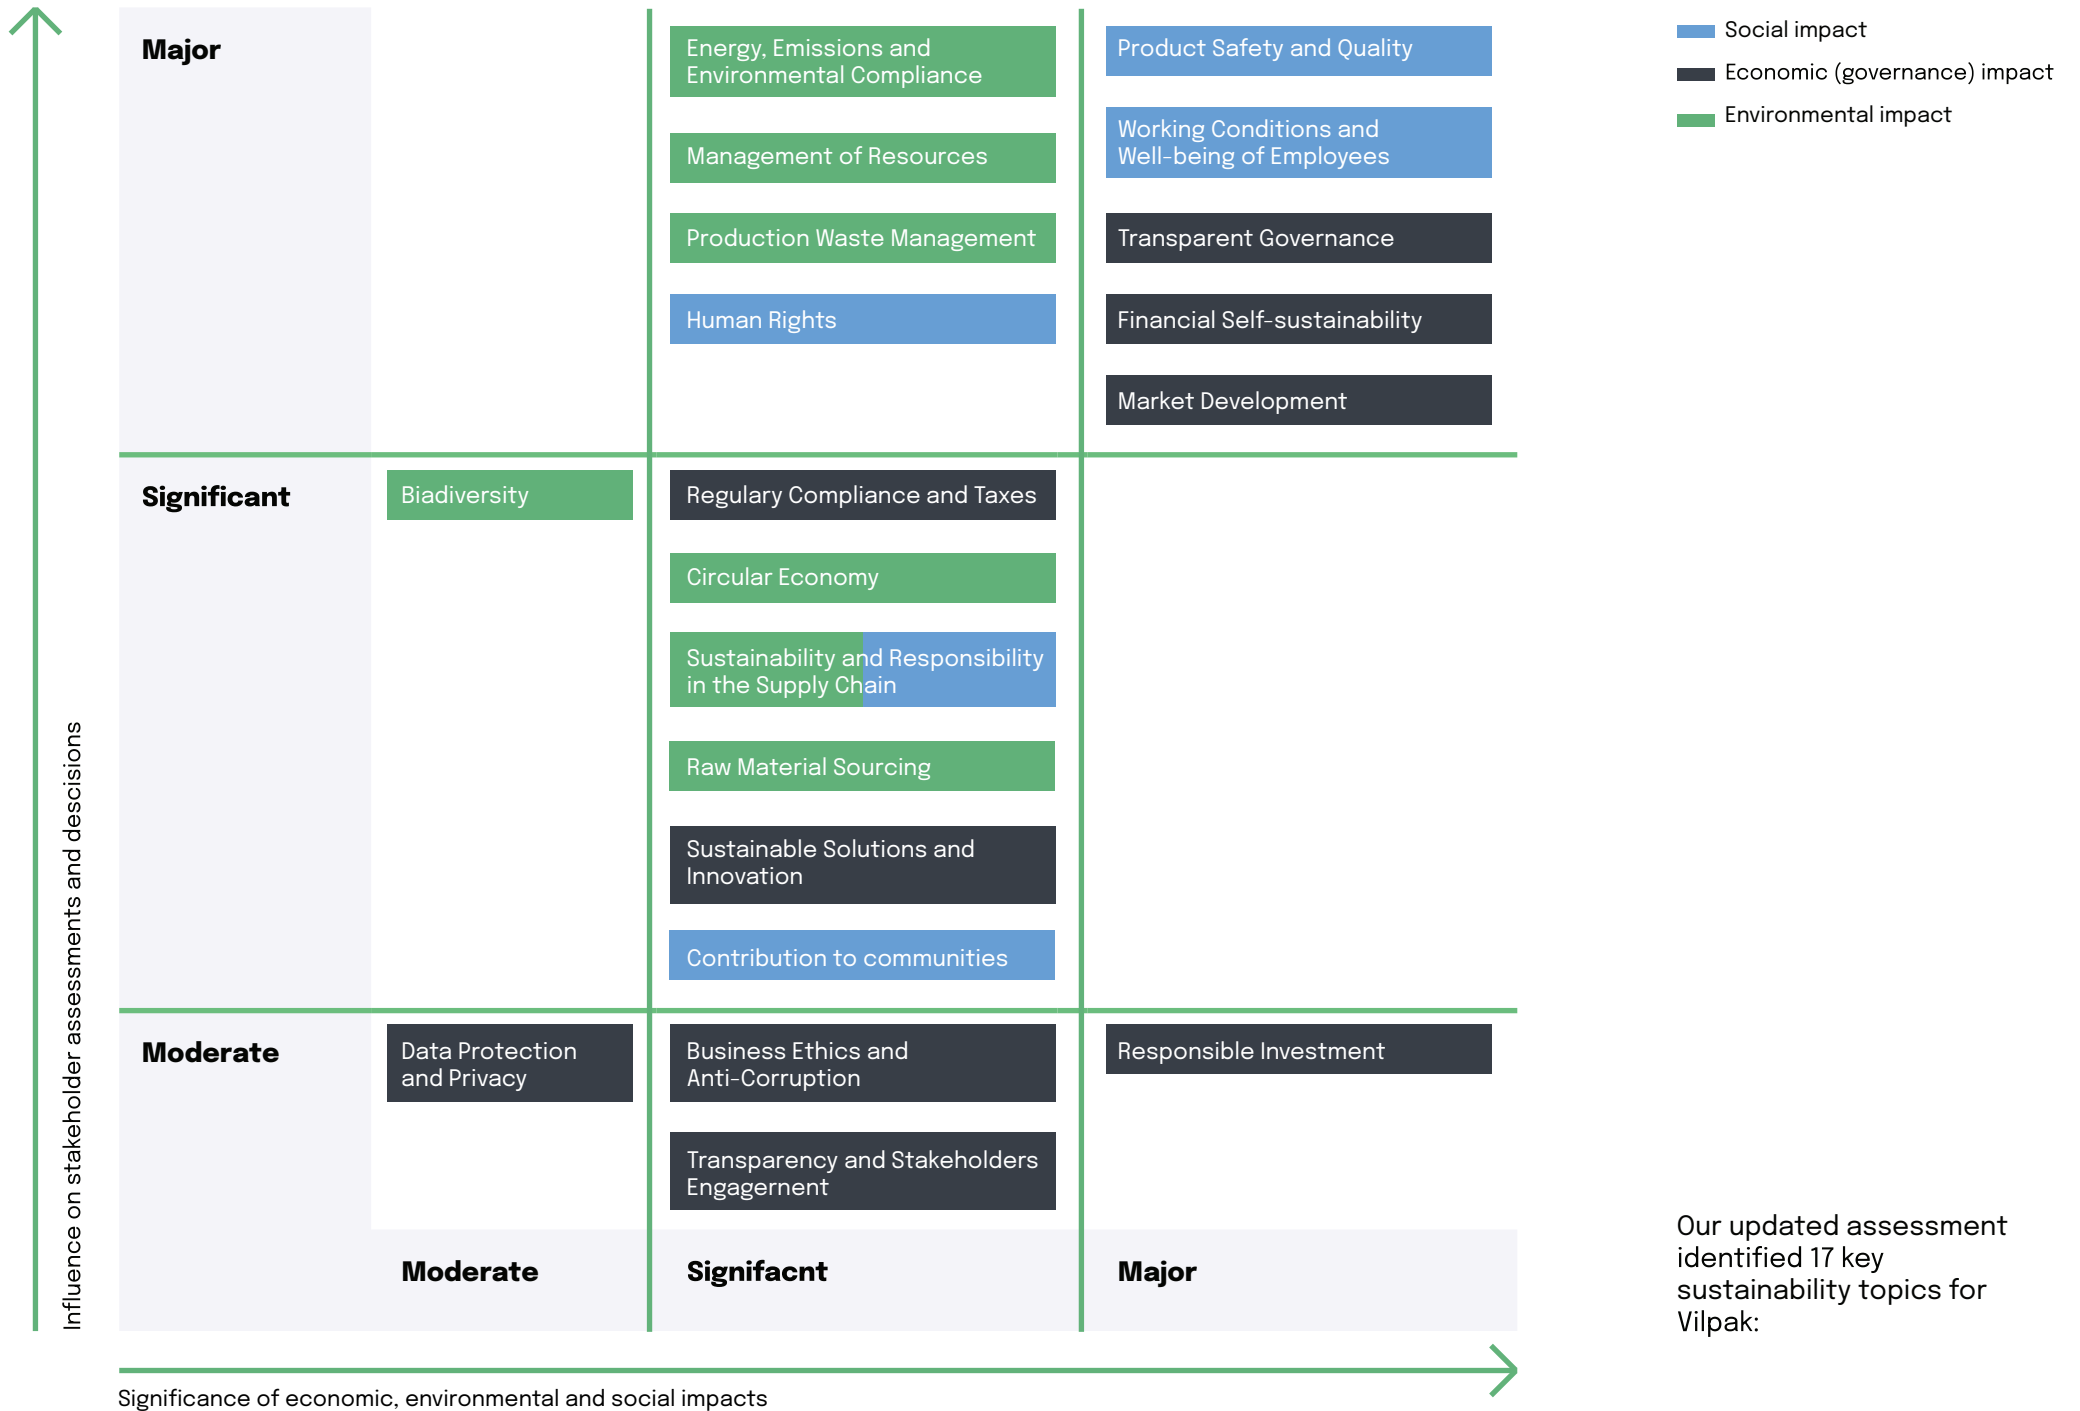 Major
Energy, Emissions and
Environmental Compliance
Management of Resources
Production Waste Management
Human Rights
Product Safety and Quality
Working Conditions and
Well-being of Employees
Transparent Governance
Financial Self-sustainability
Market Development
Social impact
Economic (governance) impact
Environmental impact
Significant
Biadiversity
Regulary Compliance and Taxes
Circular Economy
Sustainability and Responsibility
in the Supply Chain
Raw Material Sourcing
Sustainable Solutions and
Innovation
Contribution to communities
Moderate
Data Protection
and Privacy
Business Ethics and
Anti-Corruption
Transparency and Stakeholders
Engagernent
Responsible Investment
Moderate
Signifacnt
Major
Influence on stakeholder assessments and descisions
Significance of economic, environmental and social impacts
Our updated assessment
identified 17 key
sustainability topics for
Vilpak: